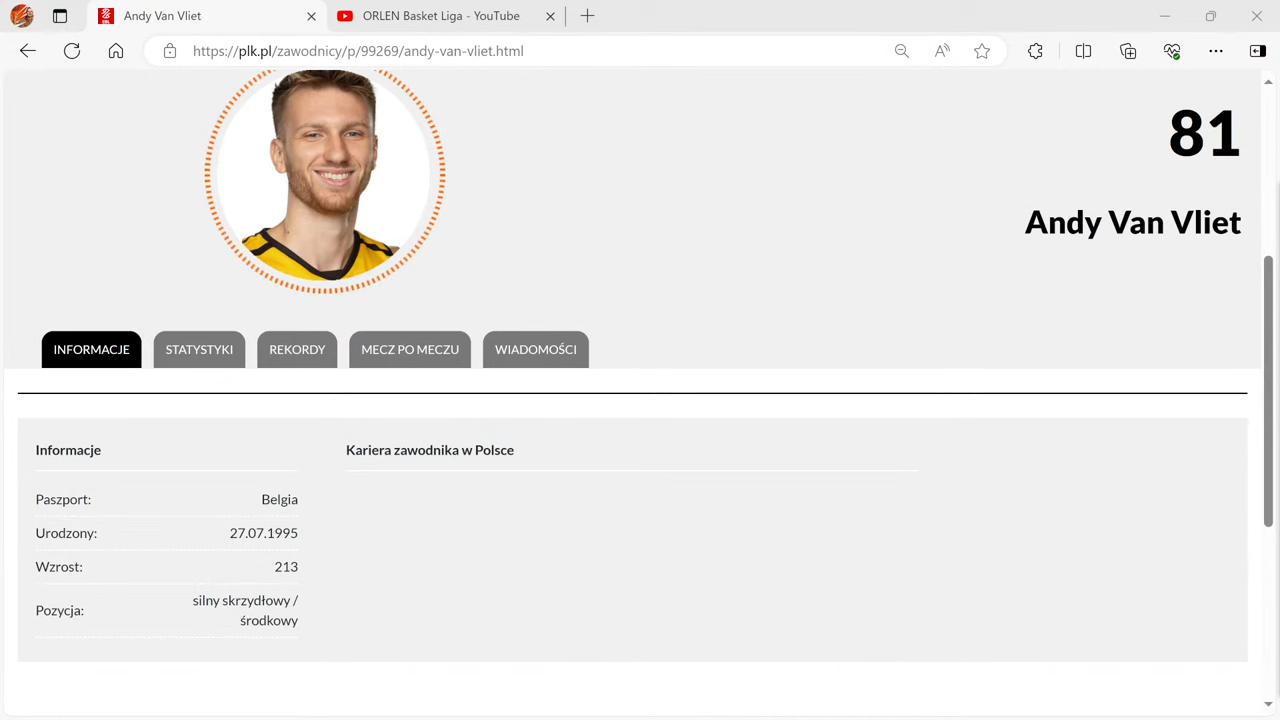 Andy Van Vliet
ORLEN Basket Liga - YouTube
https://plk.pl/zawodnicy/p/99269/andy-van-vliet.html
81
Andy Van Vliet
INFORMACJE
STATYSTYKI
REKORDY
MECZ PO MECZU
WIADOMOŚCI
Informacje
Kariera zawodnika w Polsce
Paszport: Belgia
Urodzony: 27.07.1995
Wzrost: 213
Pozycja: silny skrzydłowy /
środkowy